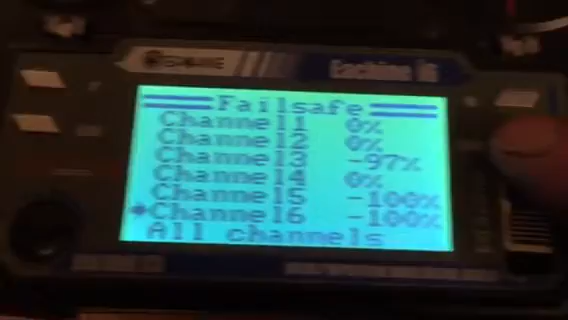 Failsafe
Channel1 0%
Channel2 0%
Channel3 -97%
Channel4 0%
Channel5 -100%
Channel6 -100%
All channels